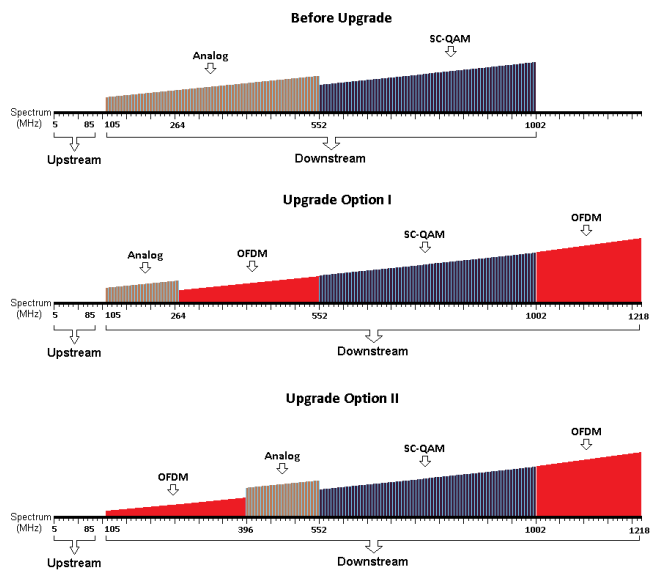 Before Upgrade
SC-QAM
Analog
Spectrum
(MHz)
5 85 105 264 552 1002
Upstream Downstream
Upgrade Option I
OFDM
SC-QAM
Analog OFDM
Spectrum
(MHz)
5 85 105 264 552 1002 1218
Upstream Downstream
Upgrade Option II
OFDM
SC-QAM
Analog
OFDM
Spectrum
(MHz)
5 85 105 396 552 1002 1218
Upstream Downstream